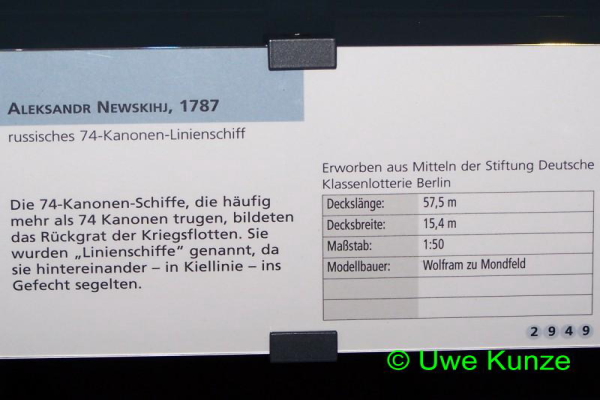 ALEKSANDR NEWSKIHJ, 1787
russisches 74-Kanonen-Linienschiff
Die 74-Kanonen-Schiffe, die häufig
mehr als 74 Kanonen trugen, bildeten
das Rückgrat der Kriegsflotten. Sie
wurden „Linienschiffe" genannt, da
sie hintereinander – in Kiellinie – ins
Gefecht segelten.
Erworben aus Mitteln der Stiftung Deutsche
Klassenlotterie Berlin
Deckslänge: 57,5 m
Decksbreite: 15,4 m
Maßstab: 1:50
Modellbauer: Wolfram zu Mondfeld
2949
© Uwe Kunze